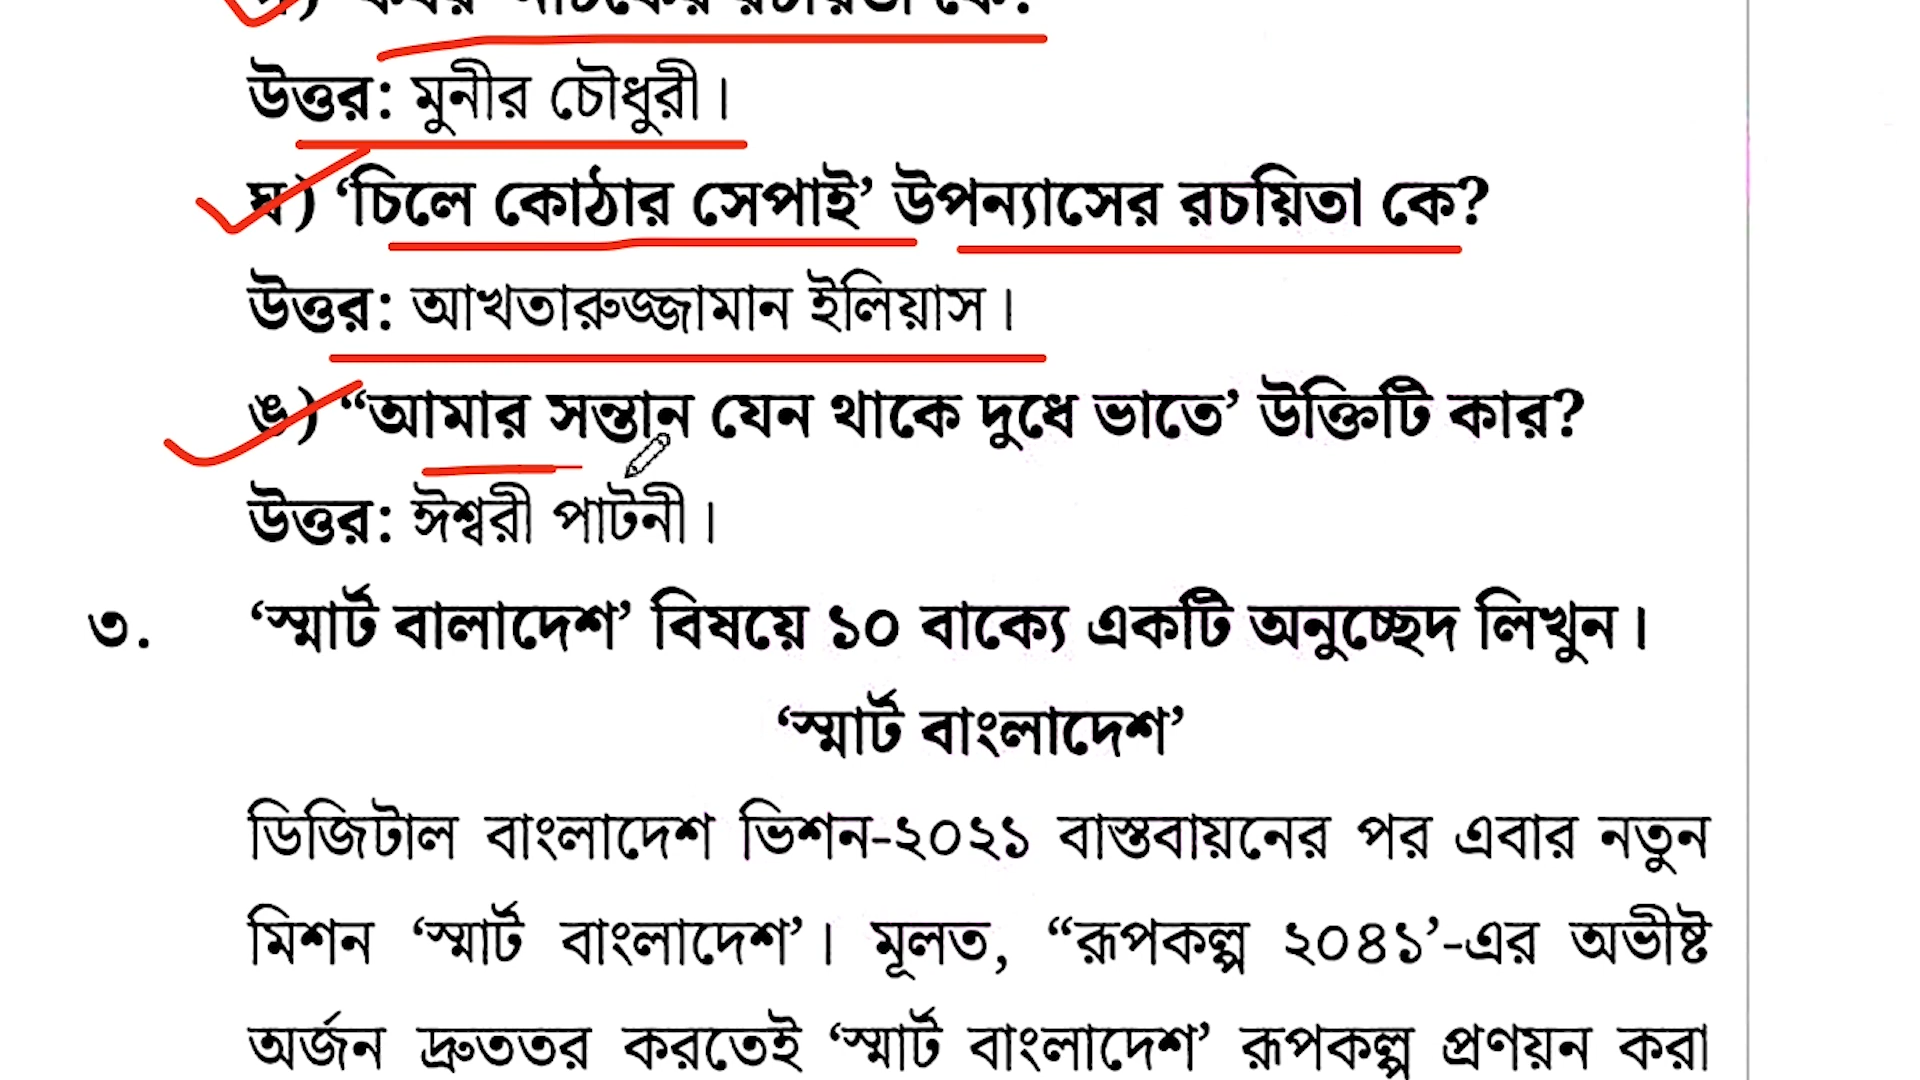 নাটকের রচয়িতা কে?
উত্তর: মুনীর চৌধুরী।
ঘ) ‘চিলে কোঠার সেপাই’ উপন্যাসের রচয়িতা কে?
উত্তর: আখতারুজ্জামান ইলিয়াস।
ঙ) “আমার সন্তান যেন থাকে দুধে ভাতে’ উক্তিটি কার?
উত্তর: ঈশ্বরী পাটনী।
৩. ‘স্মার্ট বালাদেশ’ বিষয়ে ১০ বাক্যে একটি অনুচ্ছেদ লিখুন।
‘স্মার্ট বাংলাদেশ’
ডিজিটাল বাংলাদেশ ভিশন-২০২১ বাস্তবায়নের পর এবার নতুন
মিশন ‘স্মার্ট বাংলাদেশ’। মূলত, “রূপকল্প ২০৪১’-এর অভীষ্ট
অর্জন দ্রুততর করতেই ‘স্মার্ট বাংলাদেশ’ রূপকল্প প্রণয়ন করা